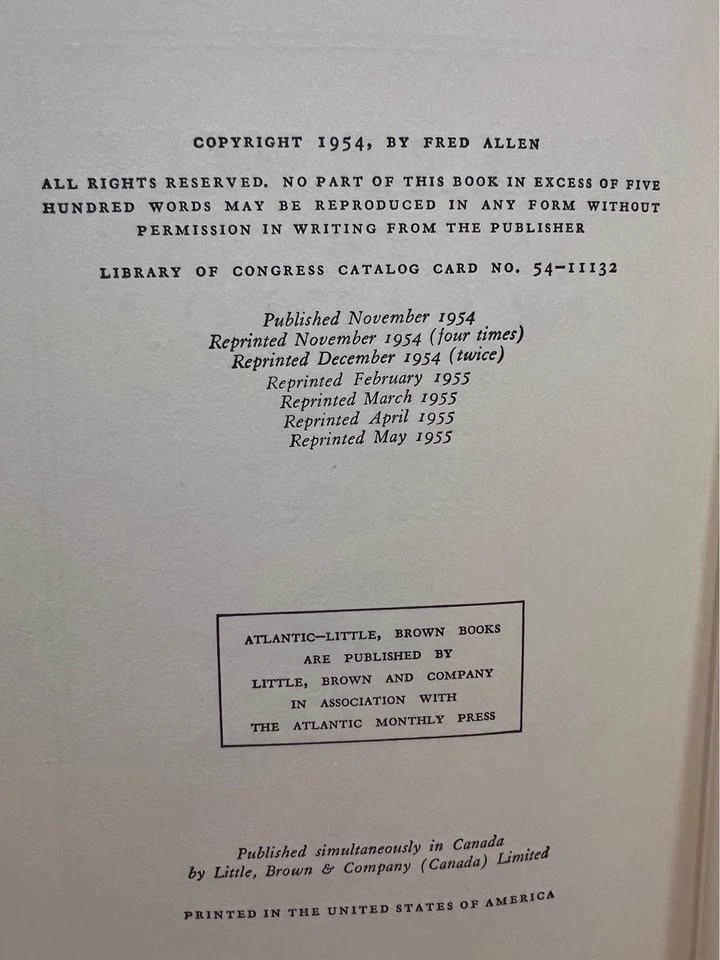 COPYRIGHT 1954, BY FRED ALLEN
ALL RIGHTS RESERVED. NO PART OF THIS BOOK IN EXCESS OF FIVE
HUNDRED WORDS MAY BE REPRODUCED IN ANY FORM WITHOUT
PERMISSION IN WRITING FROM THE PUBLISHER
LIBRARY OF CONGRESS CATALOG CARD NO. 54-11132
Published November 1954
Reprinted November 1954 (four times)
Reprinted December 1954 (twice)
Reprinted February 1955
Reprinted March 1955
Reprinted April 1955
Reprinted May 1955
ATLANTIC–LITTLE, BROWN BOOKS
ARE PUBLISHED BY
LITTLE, BROWN AND COMPANY
IN ASSOCIATION WITH
THE ATLANTIC MONTHLY PRESS
Published simultaneously in Canada
by Little, Brown & Company (Canada) Limited
PRINTED IN THE UNITED STATES OF AMERICA